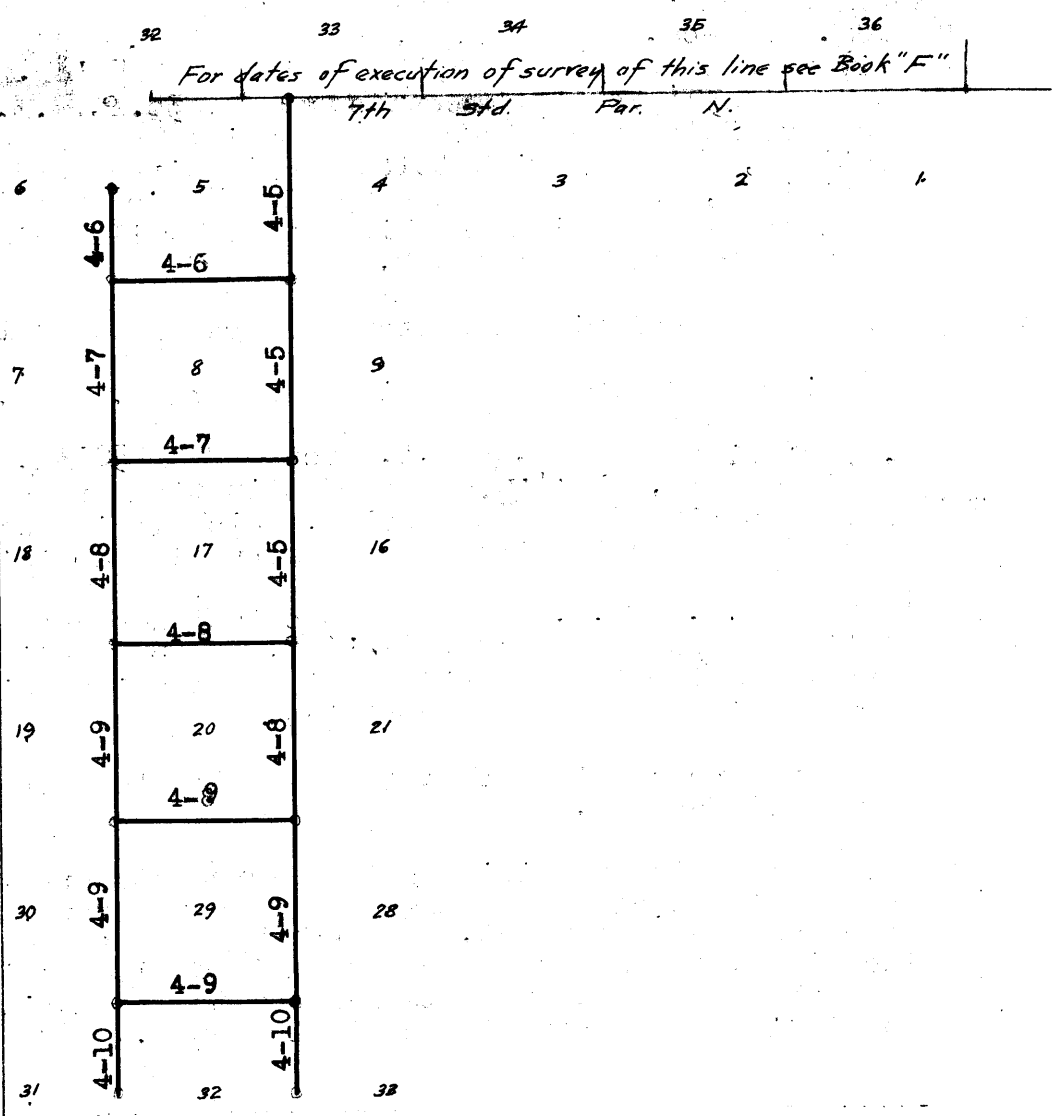 32 33 34 35 36
For dates of execution of survey of this line see Book "F"
7th Std. Par. N.
6 5 4 3 2 1
4-6 4-5
4-6
7 4-7 8 4-5 9
4-7
18 4-8 17 4-5 16
4-8
19 4-9 20 4-8 21
4-9
30 4-9 29 4-9 28
4-9
4-10 4-10
31 32 33